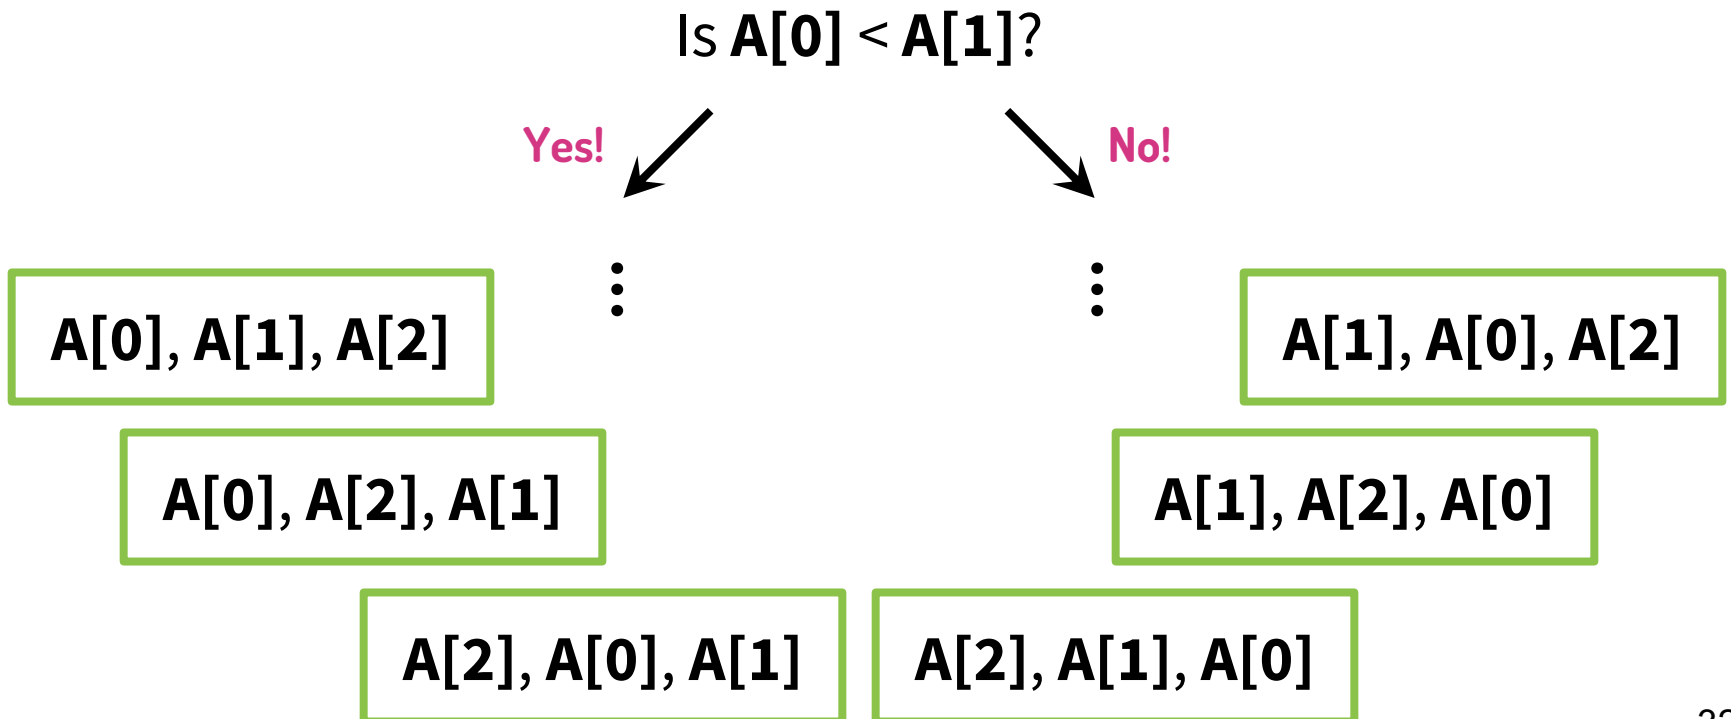 Is A[0] < A[1]?
Yes!
No!
A[0], A[1], A[2]
A[1], A[0], A[2]
A[0], A[2], A[1]
A[1], A[2], A[0]
A[2], A[0], A[1]
A[2], A[1], A[0]